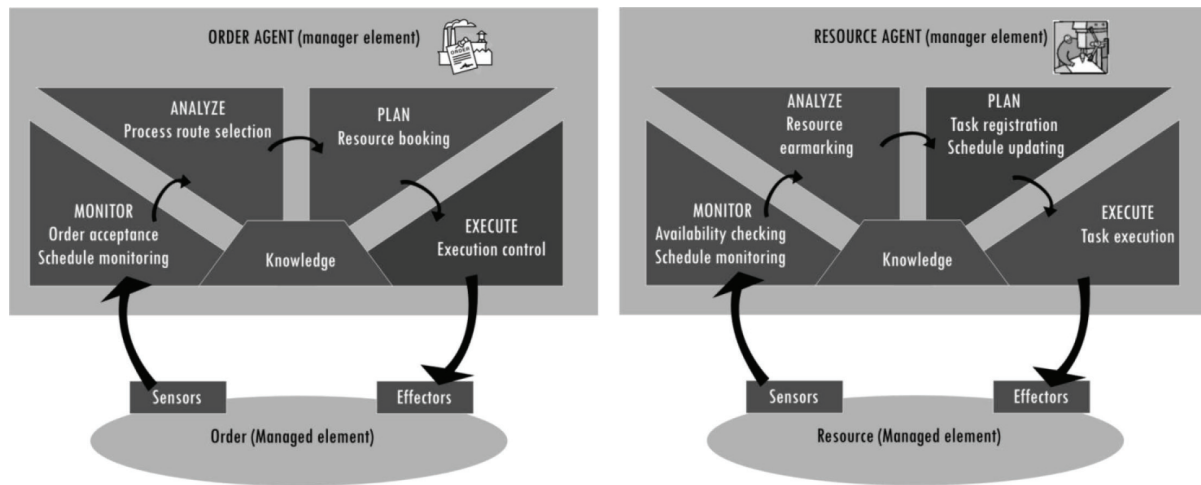 ORDER AGENT (manager element)
ORDER
ANALYZE
Process route selection
PLAN
Resource booking
MONITOR
Order acceptance
Schedule monitoring
EXECUTE
Execution control
Knowledge
Sensors
Effectors
Order (Managed element)
RESOURCE AGENT (manager element)
ANALYZE
Resource
earmarking
PLAN
Task registration
Schedule updating
MONITOR
Availability checking
Schedule monitoring
EXECUTE
Task execution
Knowledge
Sensors
Effectors
Resource (Managed element)